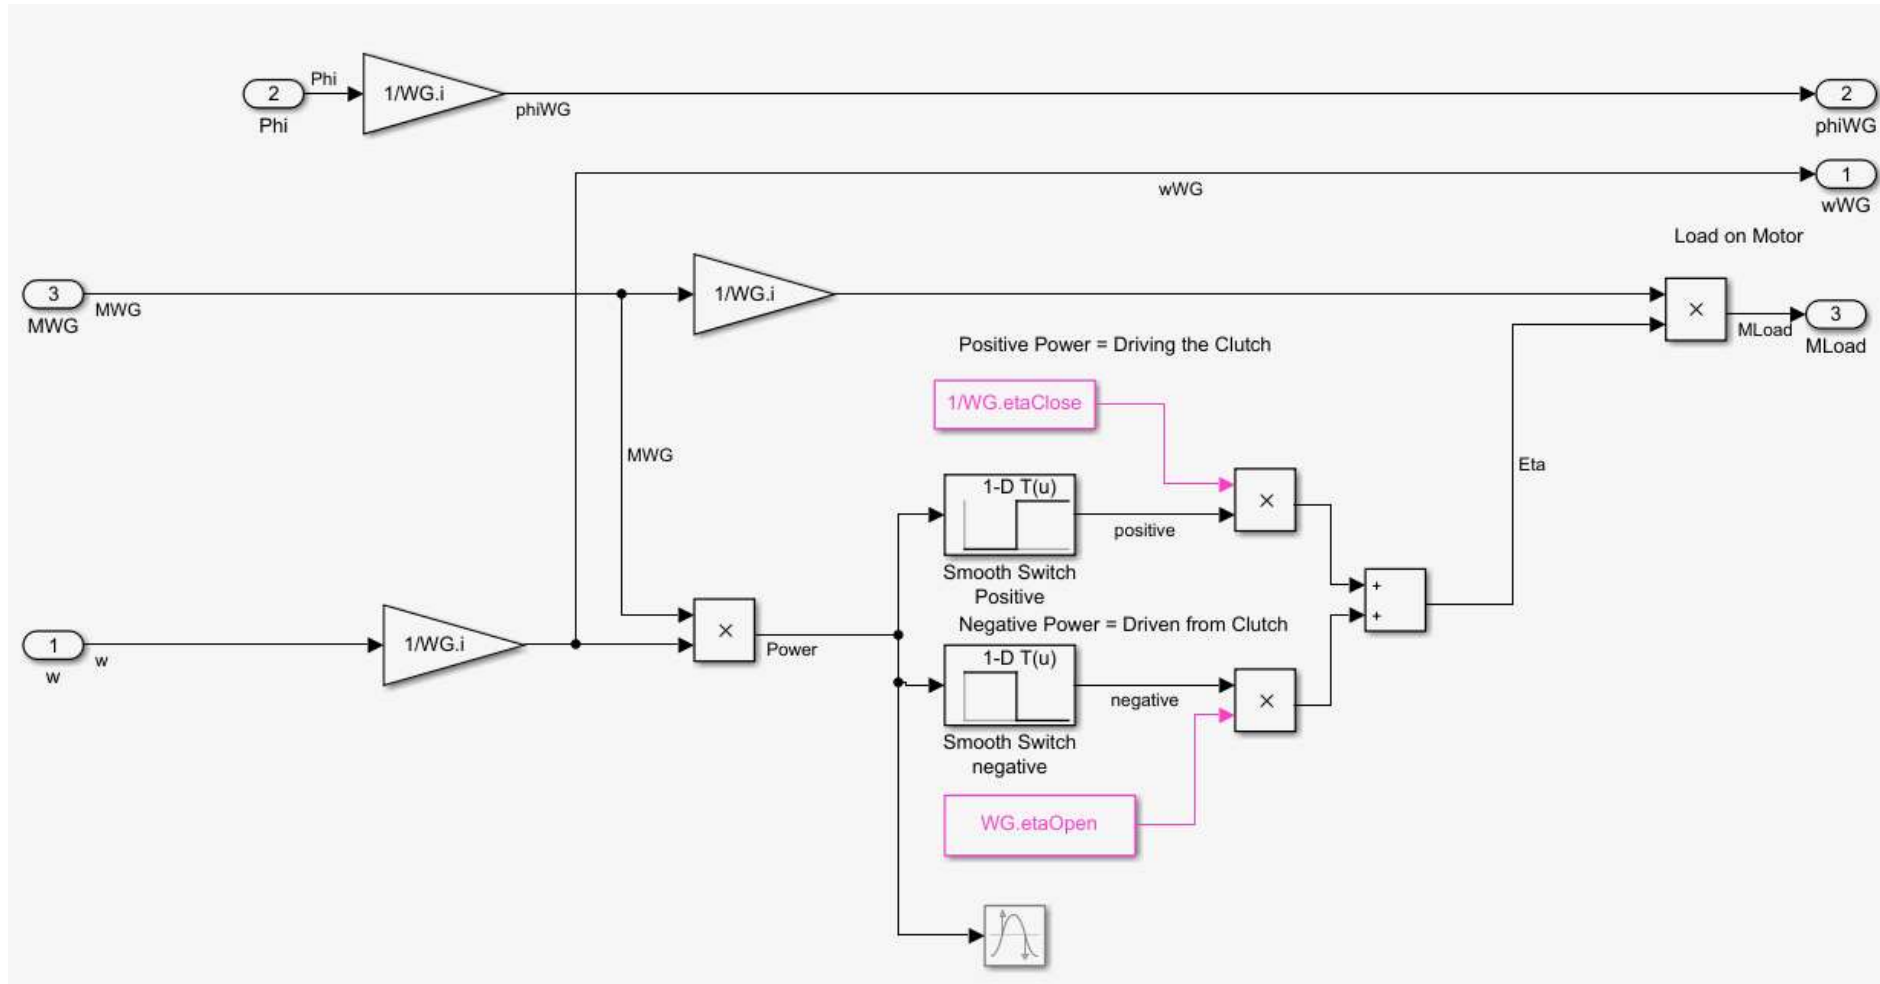 Phi
2
Phi
1/WG.i
phiWG
2
phiWG
wWG
1
wWG
Load on Motor
3
MWG
MWG
1/WG.i
×
MLoad
3
MLoad
Positive Power = Driving the Clutch
1/WG.etaClose
MWG
Eta
1-D T(u)
positive
×
Smooth Switch
Positive
+
+
Negative Power = Driven from Clutch
1
w
w
1/WG.i
×
Power
1-D T(u)
negative
×
Smooth Switch
negative
WG.etaOpen